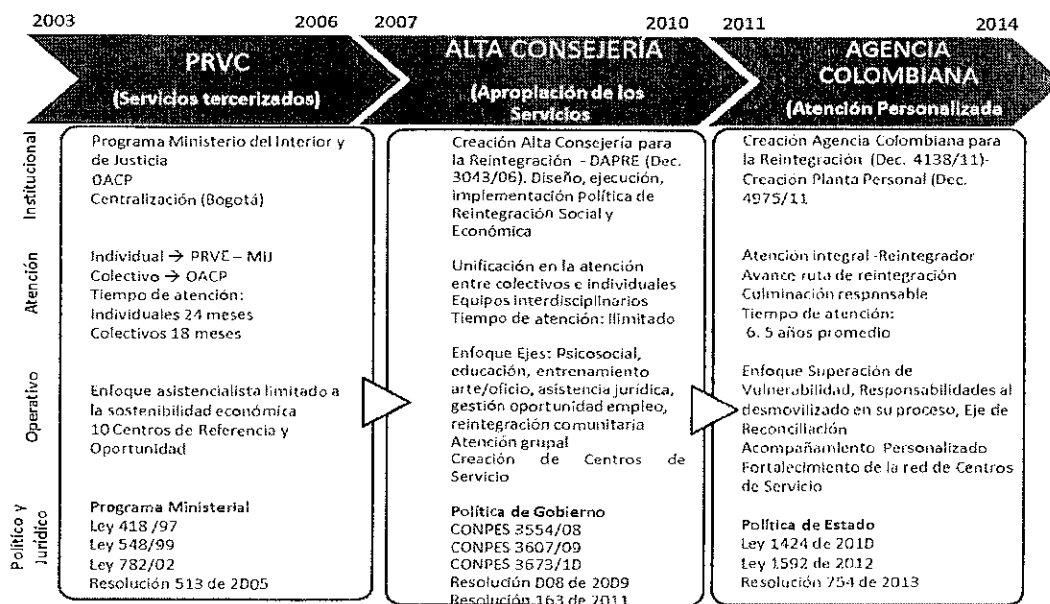 2003
2006
2007
2010
2011
2014
PRVC
(Servicios tercerizados)
ALTA CONSEJERÍA
(Apropiación de los
Servicios
AGENCIA
COLOMBIANA
(Atención Personalizada
Institucional
Programa Ministerio del Interior y
de Justicia
OACP
Centralización (Bogotá)
Creación Alta Consejería para
la Reintegración - DAPRE (Dec.
3043/06). Diseño, ejecución,
implementación Política de
Reintegración Social y
Económica
Creación Agencia Colombiana para
la Reintegración (Dec. 4138/11)-
Creación Planta Personal (Dec.
4975/11
Atención
Individual → PRVE – MIJ
Colectivo → OACP
Tiempo de atención:
Individuales 24 meses
Colectivos 18 meses
Unificación en la atención
entre colectivos e individuales
Equipos interdisciplinarios
Tiempo de atención: Ilimitado
Atención integral -Reintegrador
Avance ruta de reintegración
Culminación responsable
Tiempo de atención:
6. 5 años promedio
Operativo
Enfoque asistencialista limitado a
la sostenibilidad económica
10 Centros de Referencia y
Oportunidad
Enfoque Ejes: Psicosocial,
educación, entrenamiento
arte/oficio, asistencia jurídica,
gestión oportunidad empleo,
reintegración comunitaria
Atención grupal
Creación de Centros de
Servicio
Enfoque Superación de
Vulnerabilidad, Responsabilidades al
desmovilizado en su proceso, Eje de
Reconciliación
Acompañamiento Personalizado
Fortalecimiento de la red de Centros
de Servicio
Político y
Jurídico
Programa Ministerial
Ley 418 /97
Ley 548/99
Ley 782/02
Resolución 513 de 2005
Política de Gobierno
CONPES 3554/08
CONPES 3607/09
CONPES 3673/10
Resolución 008 de 2009
Resolución 163 de 2011
Política de Estado
Ley 1424 de 2010
Ley 1592 de 2012
Resolución 754 de 2013